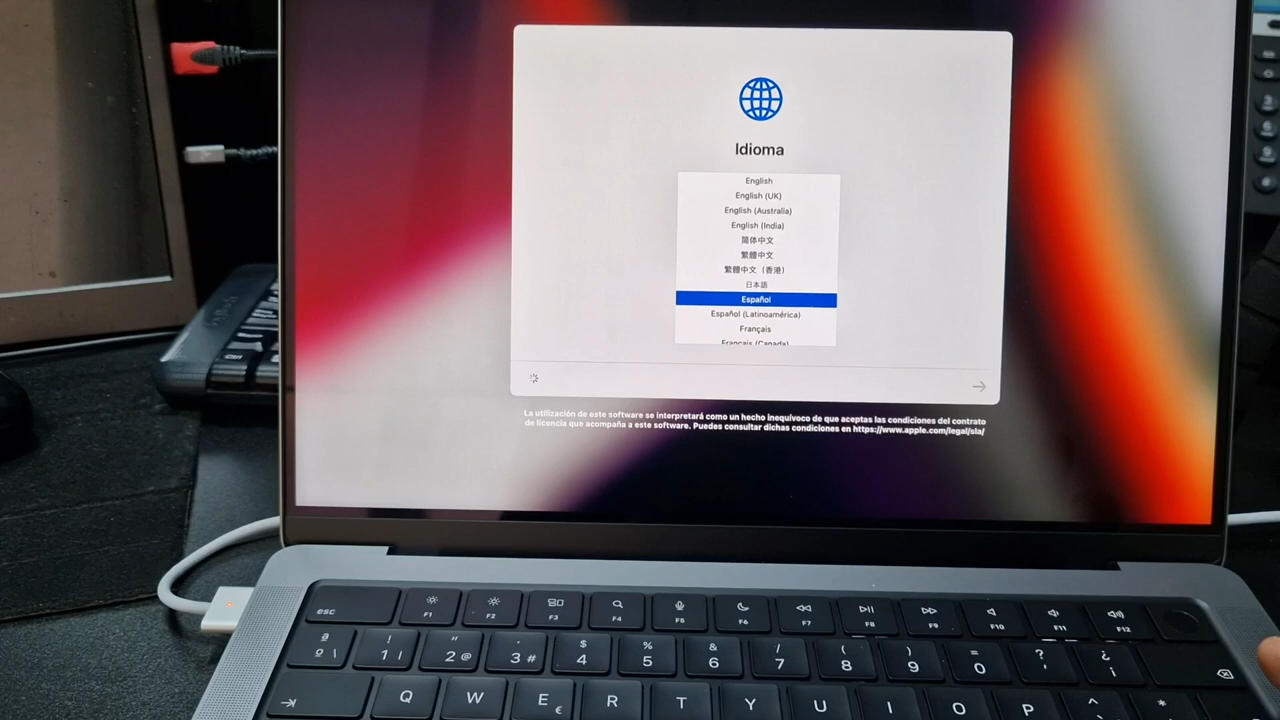 Idioma
English
English (UK)
English (Australia)
English (India)
简体中文
繁體中文
繁體中文（香港）
日本語
Español
Español (Latinoamérica)
Français
Français (Canada)
La utilización de este software se interpretará como un hecho inequívoco de que aceptas las condiciones del contrato
de licencia que acompaña a este software. Puedes consultar dichas condiciones en https://www.apple.com/legal/sla/
Ctrl
esc F1 F2 F3 F4 F5 F6 F7 F8 F9 F10 F11 F12
ª ! " · $ % & / ( ) = ? ¿
º \ 1 | 2 @ 3 # 4 5 6 7 8 9 0 ' ¡
Q W E € R T Y U I O P ^ *